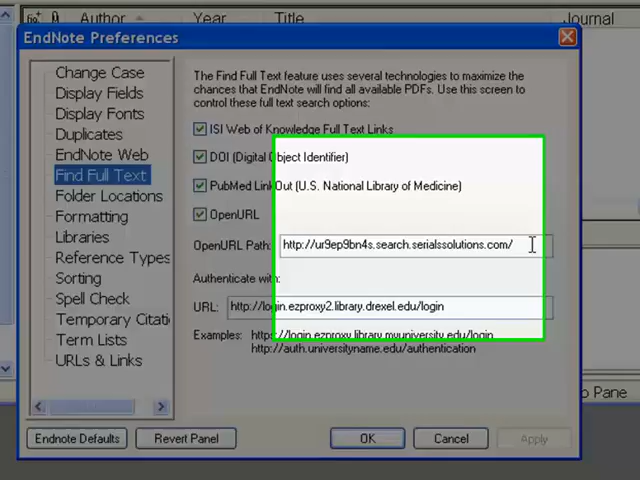 Author Year Title Journal
EndNote Preferences
Change Case
Display Fields
Display Fonts
Duplicates
EndNote Web
Find Full Text
Folder Locations
Formatting
Libraries
Reference Types
Sorting
Spell Check
Temporary Citati
Term Lists
URLs & Links
The Find Full Text feature uses several technologies to maximize the
chances that EndNote will find all available PDFs. Use this screen to
control these full text search options:
ISI Web of Knowledge Full Text Links
DOI (Digital Object Identifier)
PubMed LinkOut (U.S. National Library of Medicine)
OpenURL
OpenURL Path: http://ur9ep9bn4s.search.serialssolutions.com/
Authenticate with:
URL: http://login.ezproxy2.library.drexel.edu/login
Examples: https://login.ezproxy.library.myuniversity.edu/login
http://auth.universityname.edu/authentication
Endnote Defaults
Revert Panel
OK
Cancel
Apply
Pane